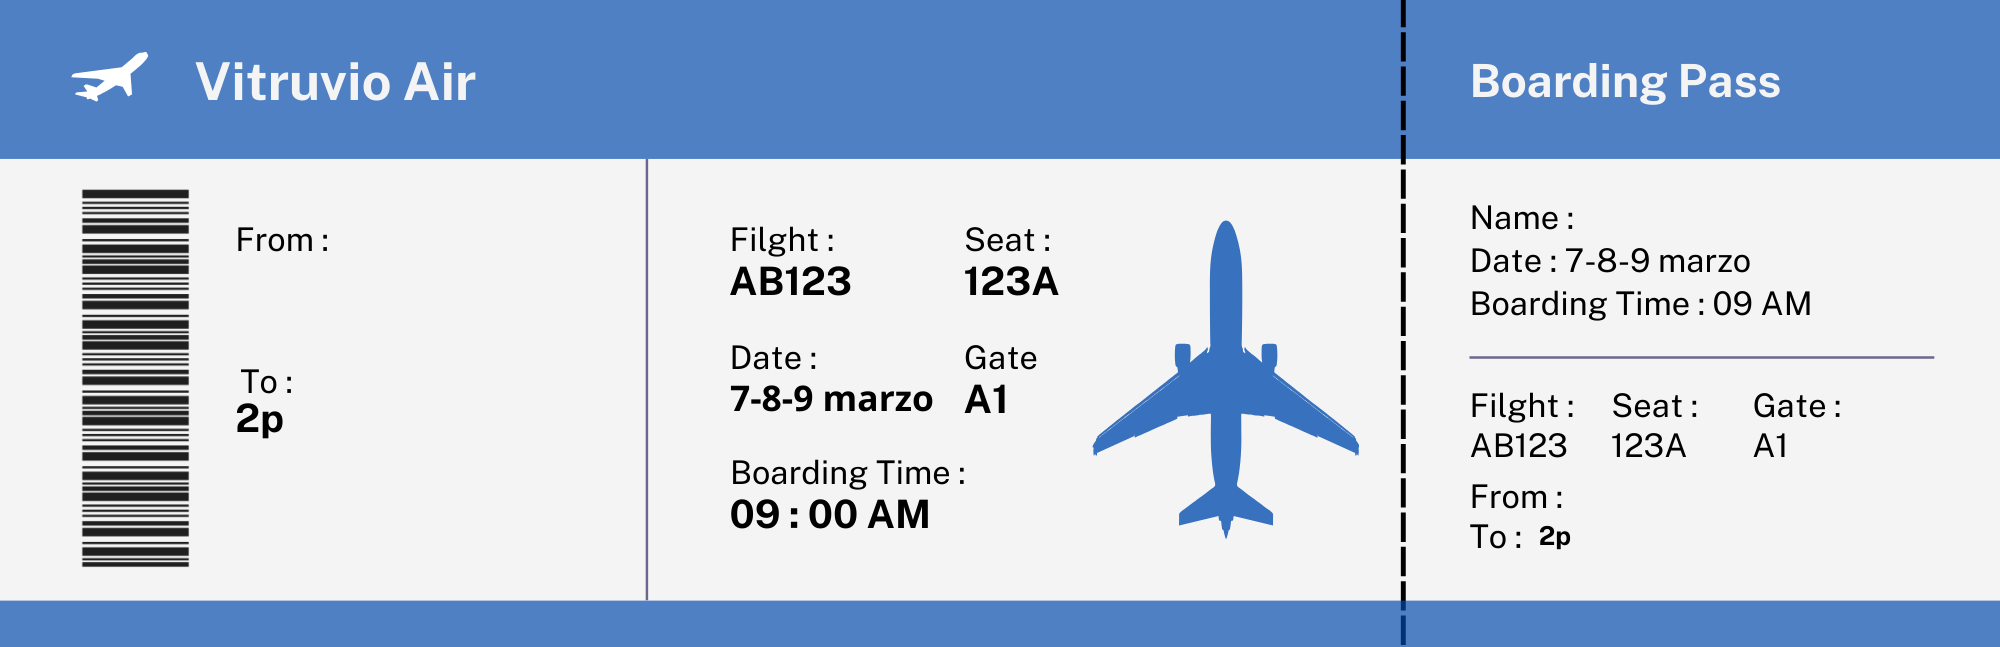 Vitruvio Air
From :
To :
2p
Filght :
AB123
Seat :
123A
Date :
7-8-9 marzo
Gate
A1
Boarding Time :
09 : 00 AM
Boarding Pass
Name :
Date : 7-8-9 marzo
Boarding Time : 09 AM
Filght : Seat : Gate :
AB123 123A A1
From :
To : 2p